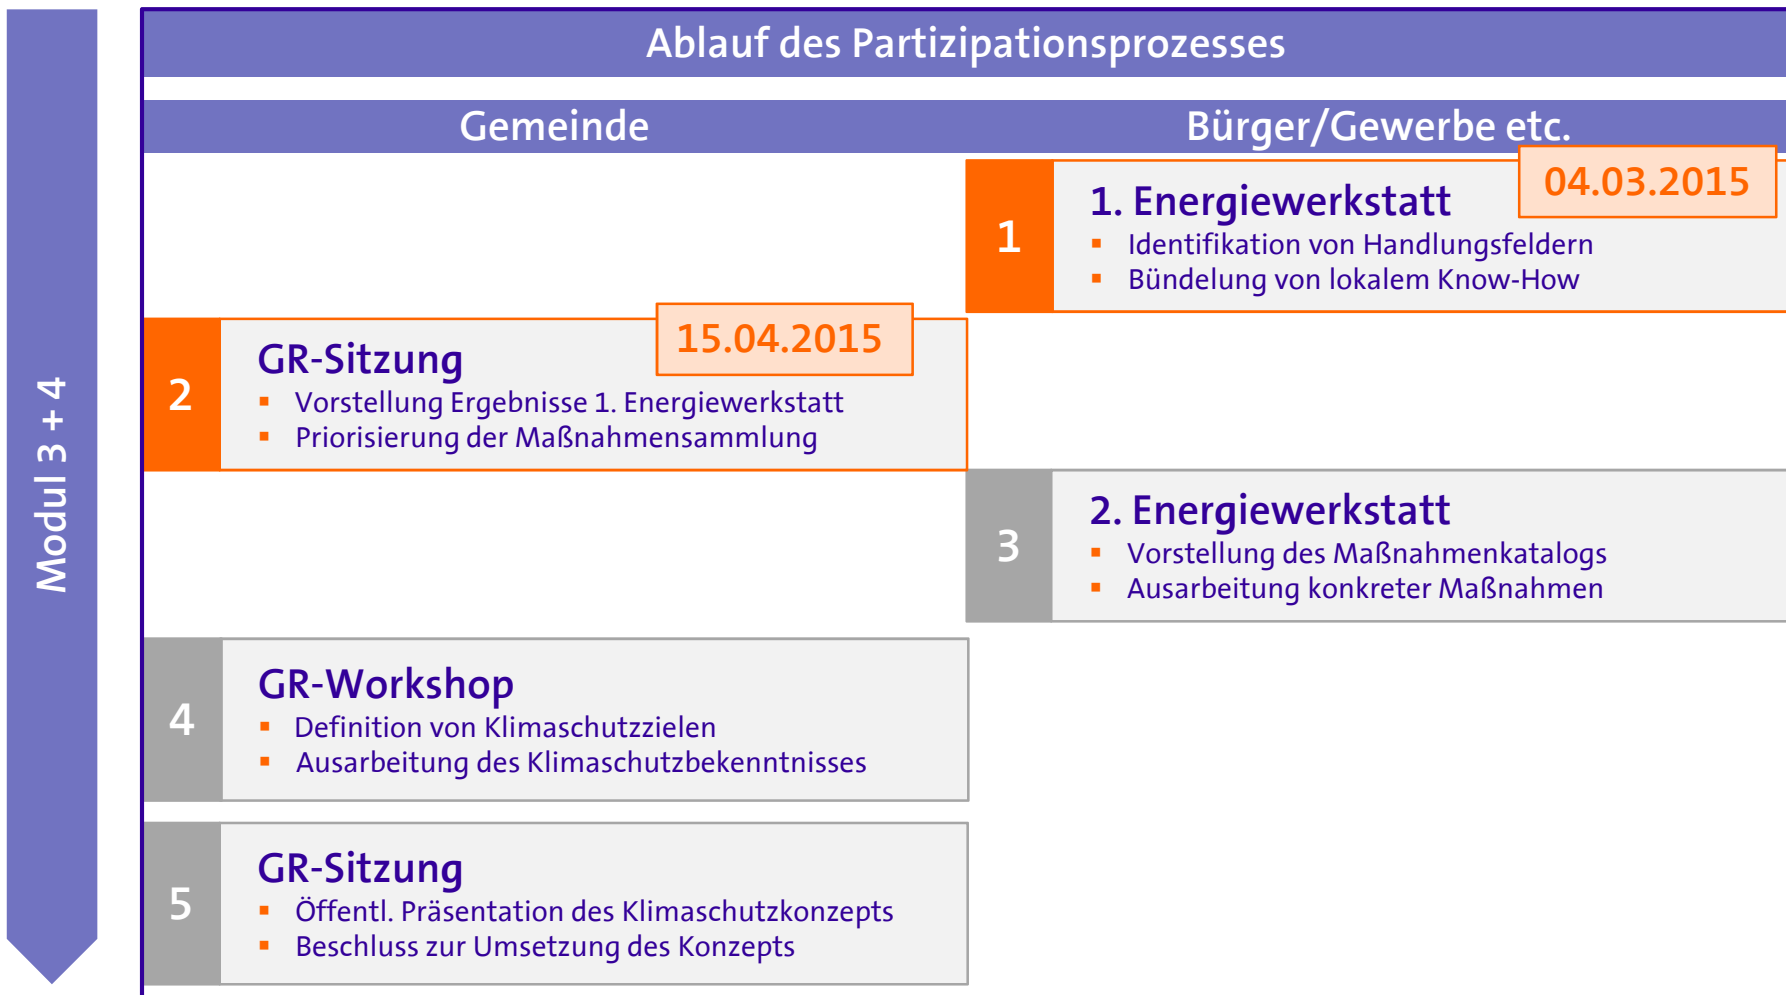 Ablauf des Partizipationsprozesses
Gemeinde
Bürger/Gewerbe etc.
Modul 3 + 4
1
1. Energiewerkstatt
04.03.2015
▪ Identifikation von Handlungsfeldern
▪ Bündelung von lokalem Know-How
2
GR-Sitzung
15.04.2015
▪ Vorstellung Ergebnisse 1. Energiewerkstatt
▪ Priorisierung der Maßnahmensammlung
3
2. Energiewerkstatt
▪ Vorstellung des Maßnahmenkatalogs
▪ Ausarbeitung konkreter Maßnahmen
4
GR-Workshop
▪ Definition von Klimaschutzzielen
▪ Ausarbeitung des Klimaschutzbekenntnisses
5
GR-Sitzung
▪ Öffentl. Präsentation des Klimaschutzkonzepts
▪ Beschluss zur Umsetzung des Konzepts